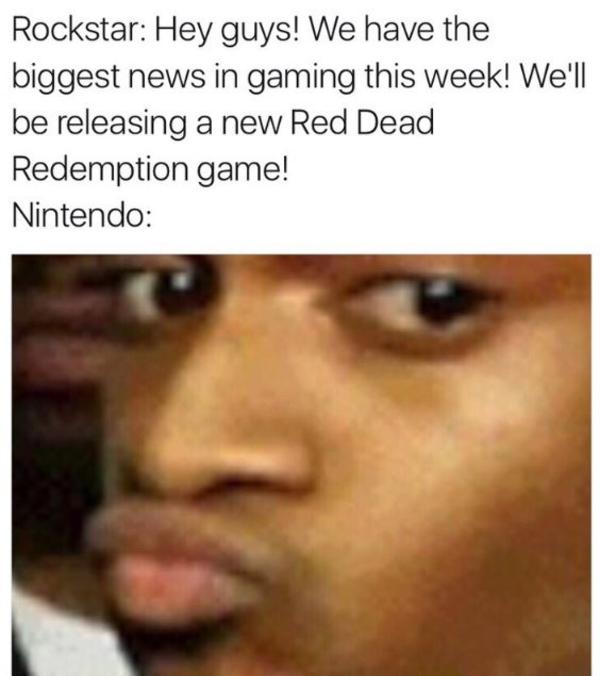 Rockstar: Hey guys! We have the
biggest news in gaming this week! We'll
be releasing a new Red Dead
Redemption game!
Nintendo: